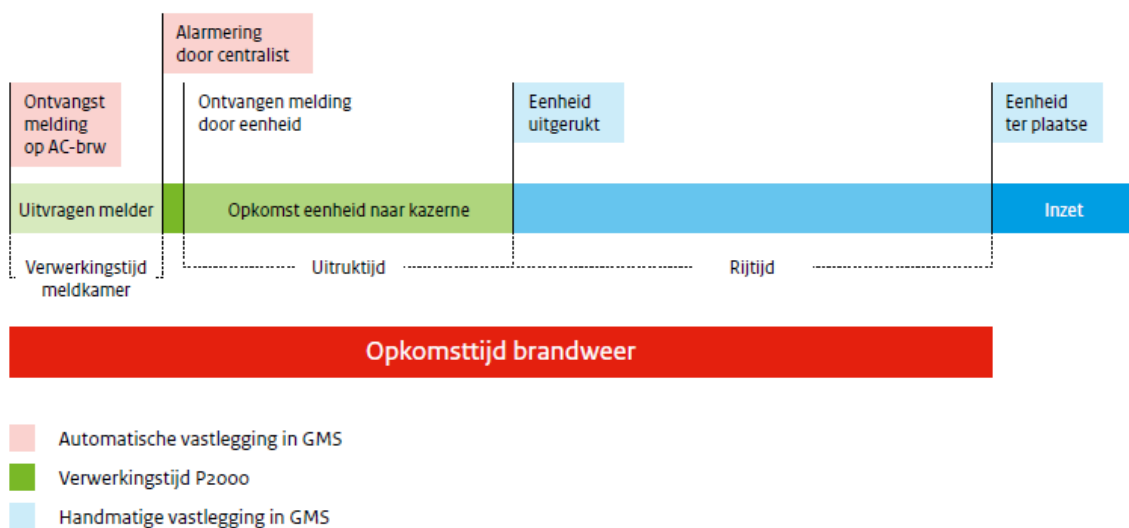 Alarmering
door centralist
Ontvangst
melding
op AC-brw
Ontvangen melding
door eenheid
Eenheid
uitgerukt
Eenheid
ter plaatse
Uitvragen melder
Opkomst eenheid naar kazerne
Inzet
Verwerkingstijd
meldkamer
Uitruktijd
Rijtijd
Opkomsttijd brandweer
Automatische vastlegging in GMS
Verwerkingstijd P2000
Handmatige vastlegging in GMS